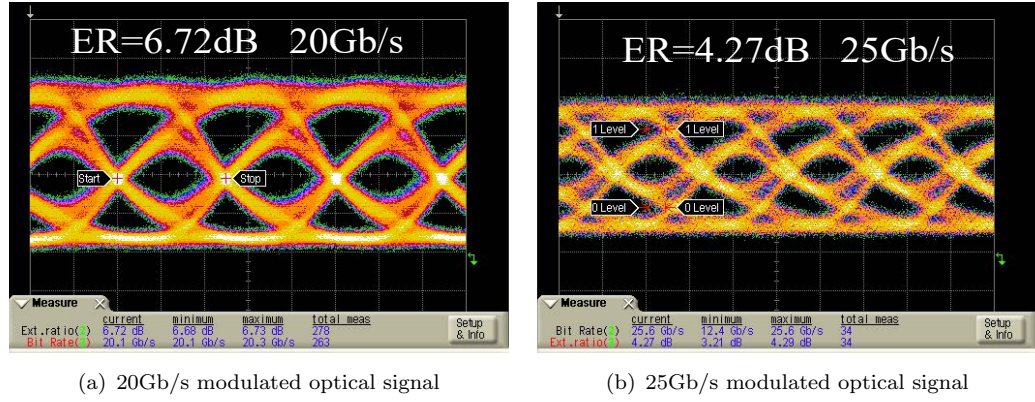 ER=6.72dB 20Gb/s
Start
Stop
Measure
current minimum maximum total meas
Ext.ratio(2) 6.72 dB 6.68 dB 6.73 dB 278
Bit Rate(2) 20.1 Gb/s 20.1 Gb/s 20.3 Gb/s 263
Setup
& Info
(a) 20Gb/s modulated optical signal
ER=4.27dB 25Gb/s
1 Level
1 Level
0 Level
0 Level
Measure
current minimum maximum total meas
Bit Rate(2) 25.6 Gb/s 12.4 Gb/s 25.6 Gb/s 34
Ext.ratio(2) 4.27 dB 3.21 dB 4.29 dB 34
Setup
& Info
(b) 25Gb/s modulated optical signal